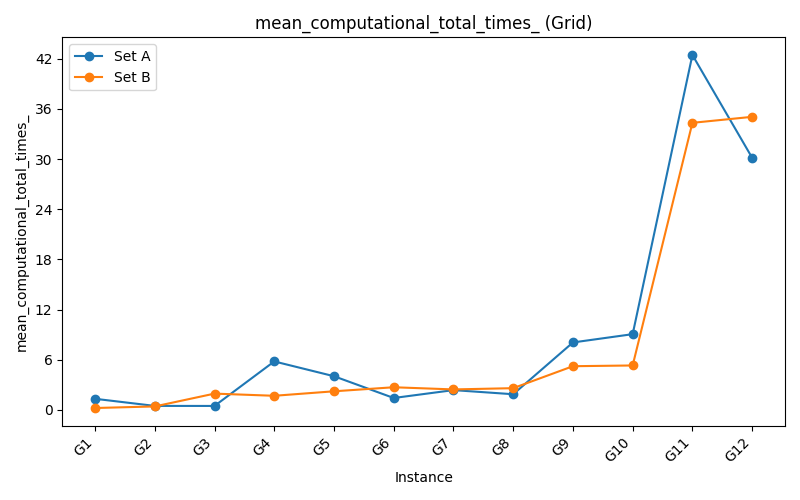 mean_computational_total_times_ (Grid)
Set A
Set B
mean_computational_total_times_
42
36
30
24
18
12
6
0
G1
G2
G3
G4
G5
G6
G7
G8
G9
G10
G11
G12
Instance